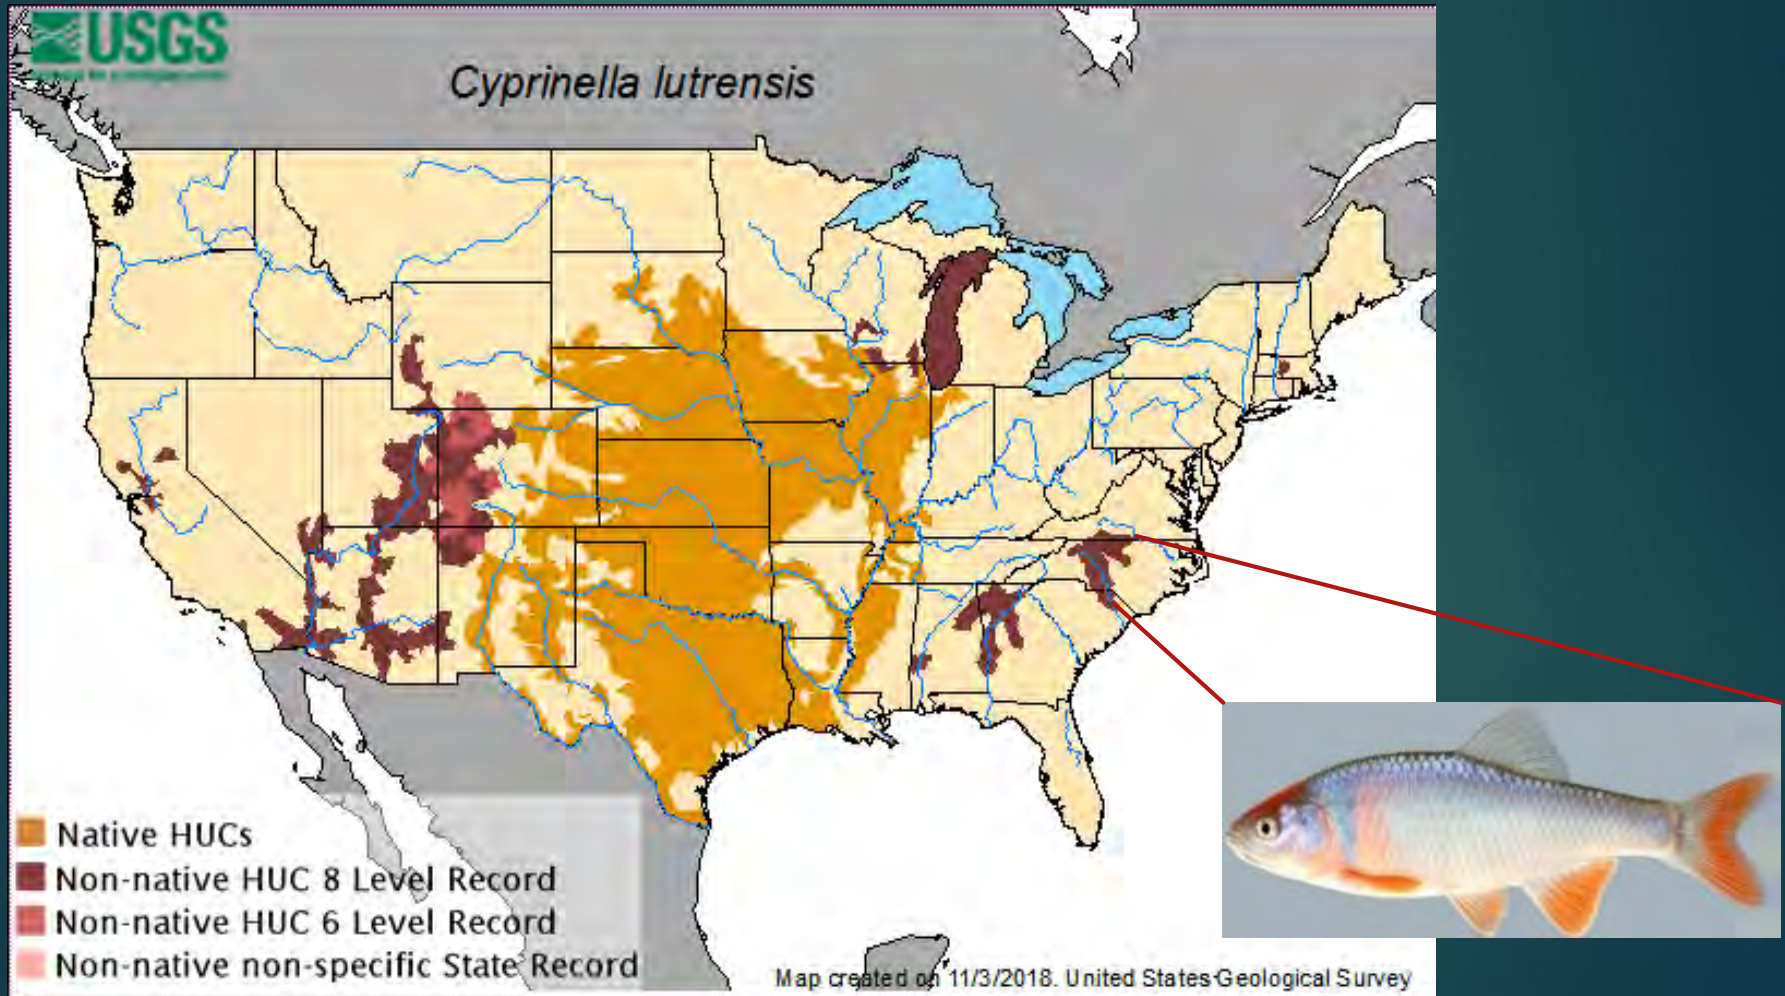 USGS
Cyprinella lutrensis
Native HUCs
Non-native HUC 8 Level Record
Non-native HUC 6 Level Record
Non-native non-specific State Record
Map created on 11/3/2018. United States Geological Survey